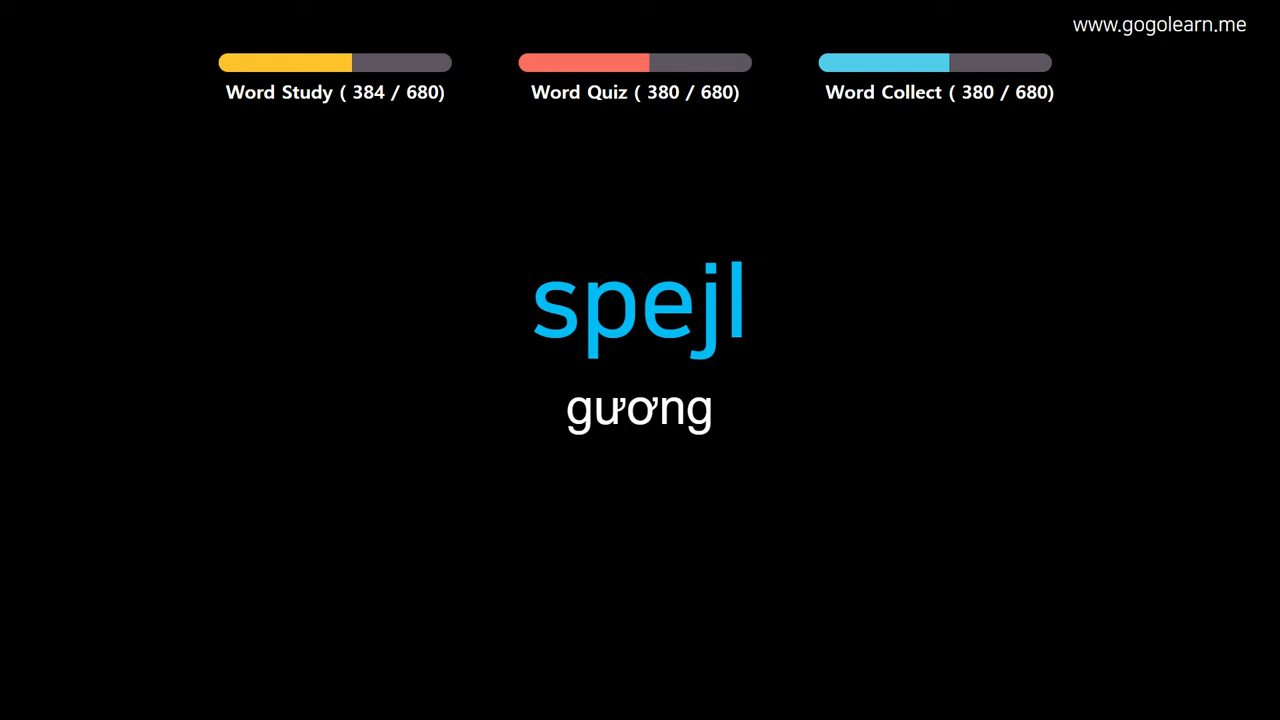 www.gogolearn.me
Word Study ( 384 / 680)
Word Quiz ( 380 / 680)
Word Collect ( 380 / 680)
spejl
gương